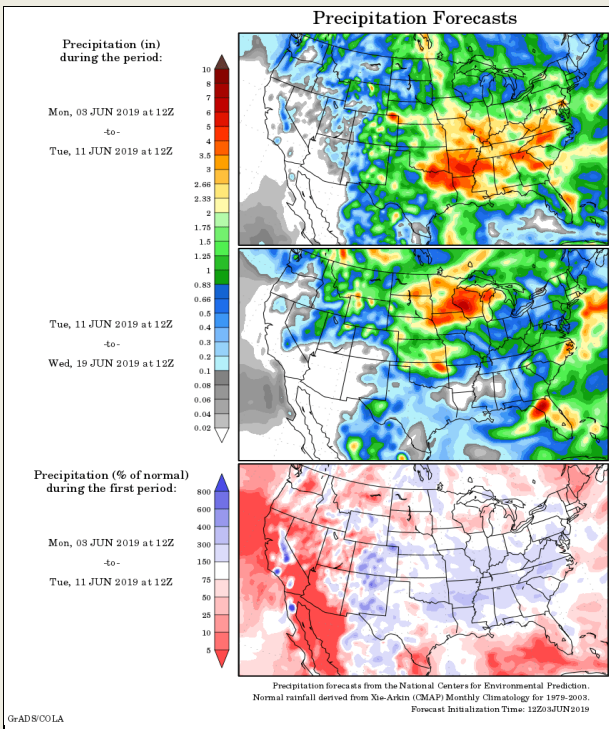 Precipitation Forecasts
Precipitation (in)
during the period:
Mon, 03 JUN 2019 at 12Z
-to-
Tue, 11 JUN 2019 at 12Z
10
8
7
6
5
4
3.5
3
2.66
2.33
2
1.75
1.5
1.25
1
0.83
0.66
0.5
0.4
0.3
0.2
0.1
0.08
0.06
0.04
0.02
Tue, 11 JUN 2019 at 12Z
-to-
Wed, 19 JUN 2019 at 12Z
Precipitation (% of normal)
during the first period:
Mon, 03 JUN 2019 at 12Z
-to-
Tue, 11 JUN 2019 at 12Z
800
600
400
300
150
75
50
25
10
5
Precipitation forecasts from the National Centers for Environmental Prediction.
Normal rainfall derived from Xie-Arkin (CMAP) Monthly Climatology for 1979-2003.
Forecast Initialization Time: 12Z03JUN2019
GrADS/COLA